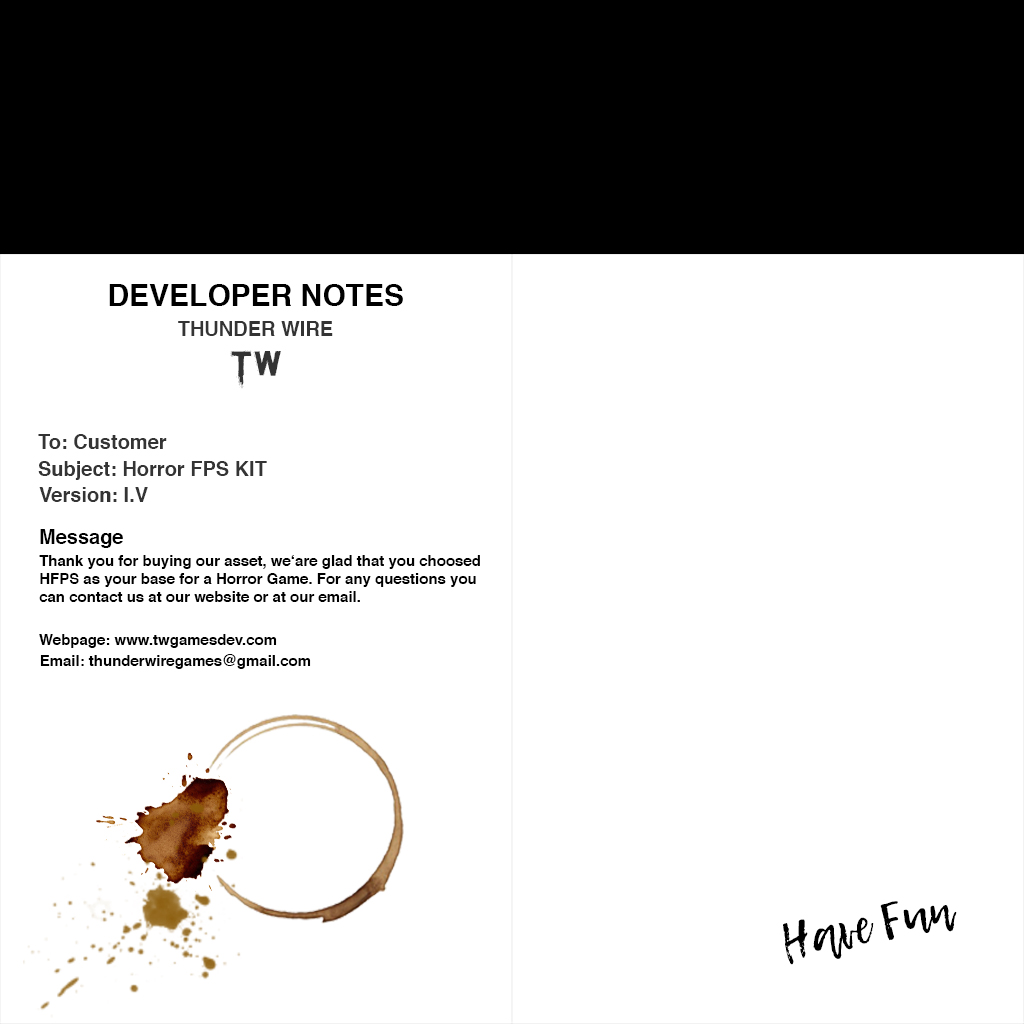 DEVELOPER NOTES
THUNDER WIRE
TW
To: Customer
Subject: Horror FPS KIT
Version: I.V
Message
Thank you for buying our asset, we‘are glad that you choosed
HFPS as your base for a Horror Game. For any questions you
can contact us at our website or at our email.
Webpage: www.twgamesdev.com
Email: thunderwiregames@gmail.com
Have Fun